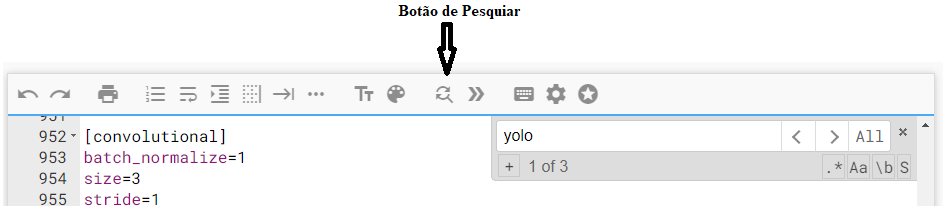 Botão de Pesquiar
951
952 [convolutional]
953 batch_normalize=1
954 size=3
955 stride=1
yolo
All
+ 1 of 3
.* Aa \b S